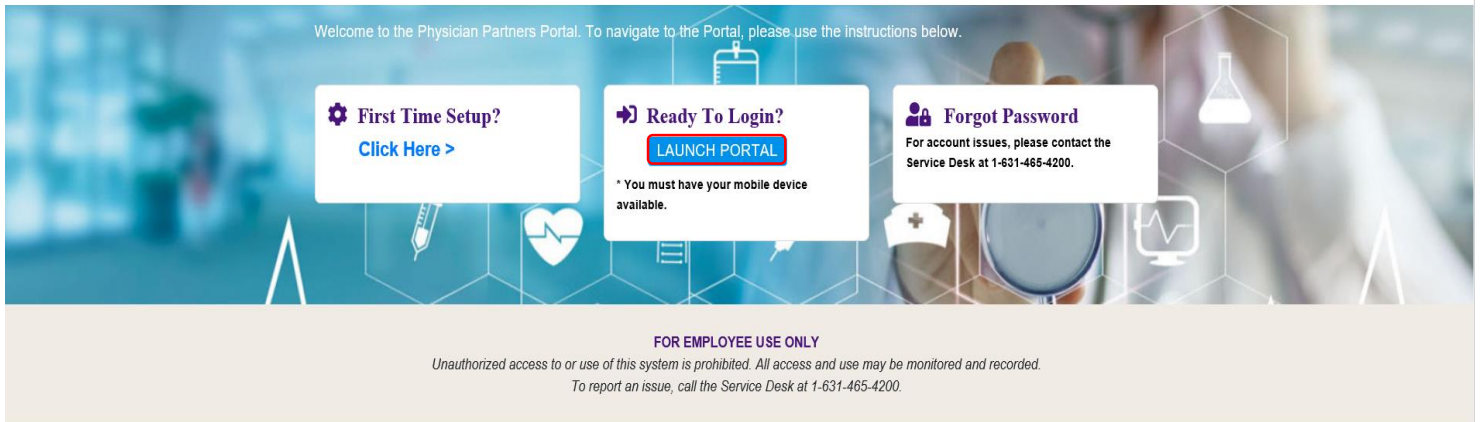 Welcome to the Physician Partners Portal. To navigate to the Portal, please use the instructions below.
First Time Setup?
Click Here >
Ready To Login?
LAUNCH PORTAL
* You must have your mobile device
available.
Forgot Password
For account issues, please contact the
Service Desk at 1-631-465-4200.
FOR EMPLOYEE USE ONLY
Unauthorized access to or use of this system is prohibited. All access and use may be monitored and recorded.
To report an issue, call the Service Desk at 1-631-465-4200.